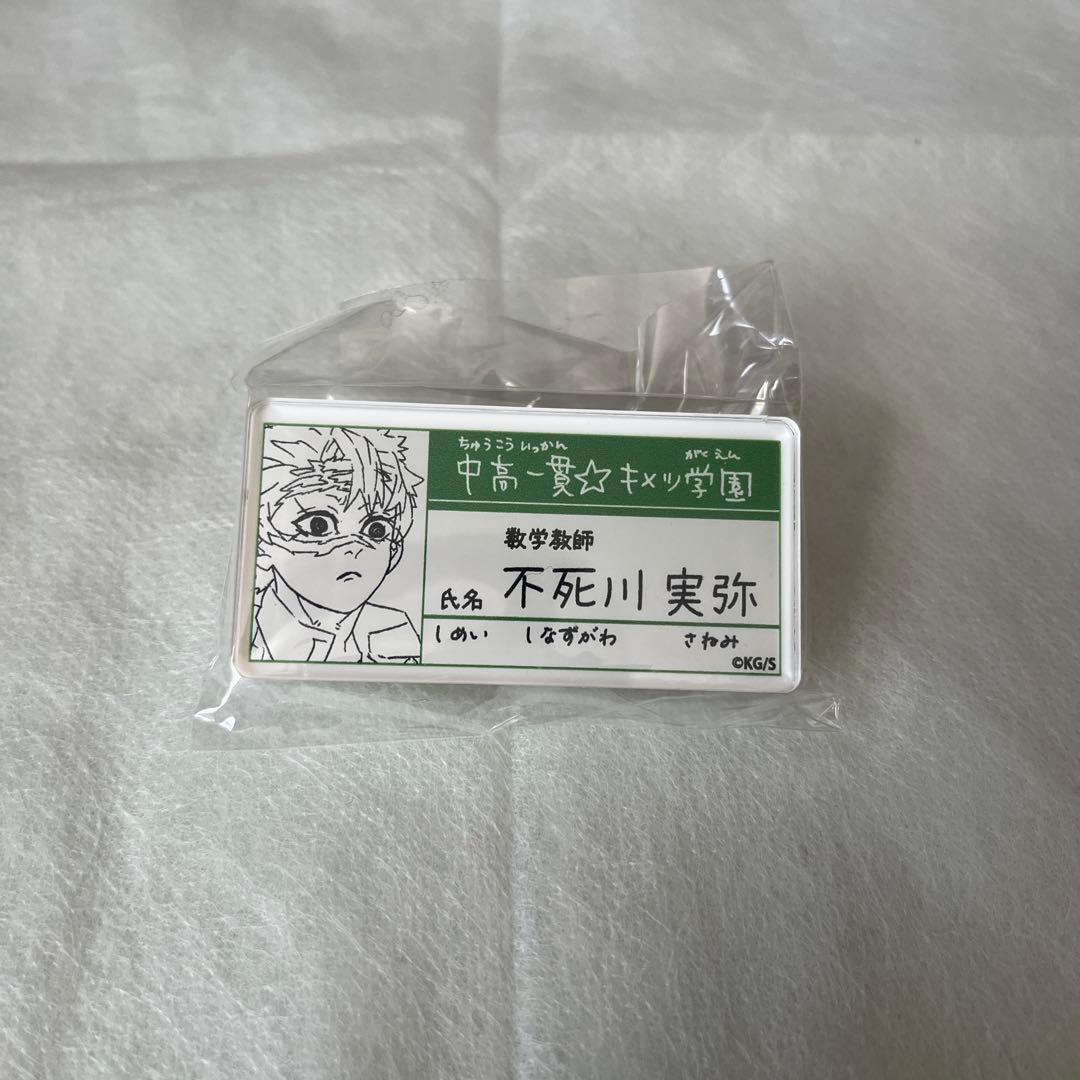 ちゅうこういっかん がくえん
中高一貫☆キメツ学園
数学教師
氏名 不死川 実弥
しめい しなずがわ さねみ
©KG/S